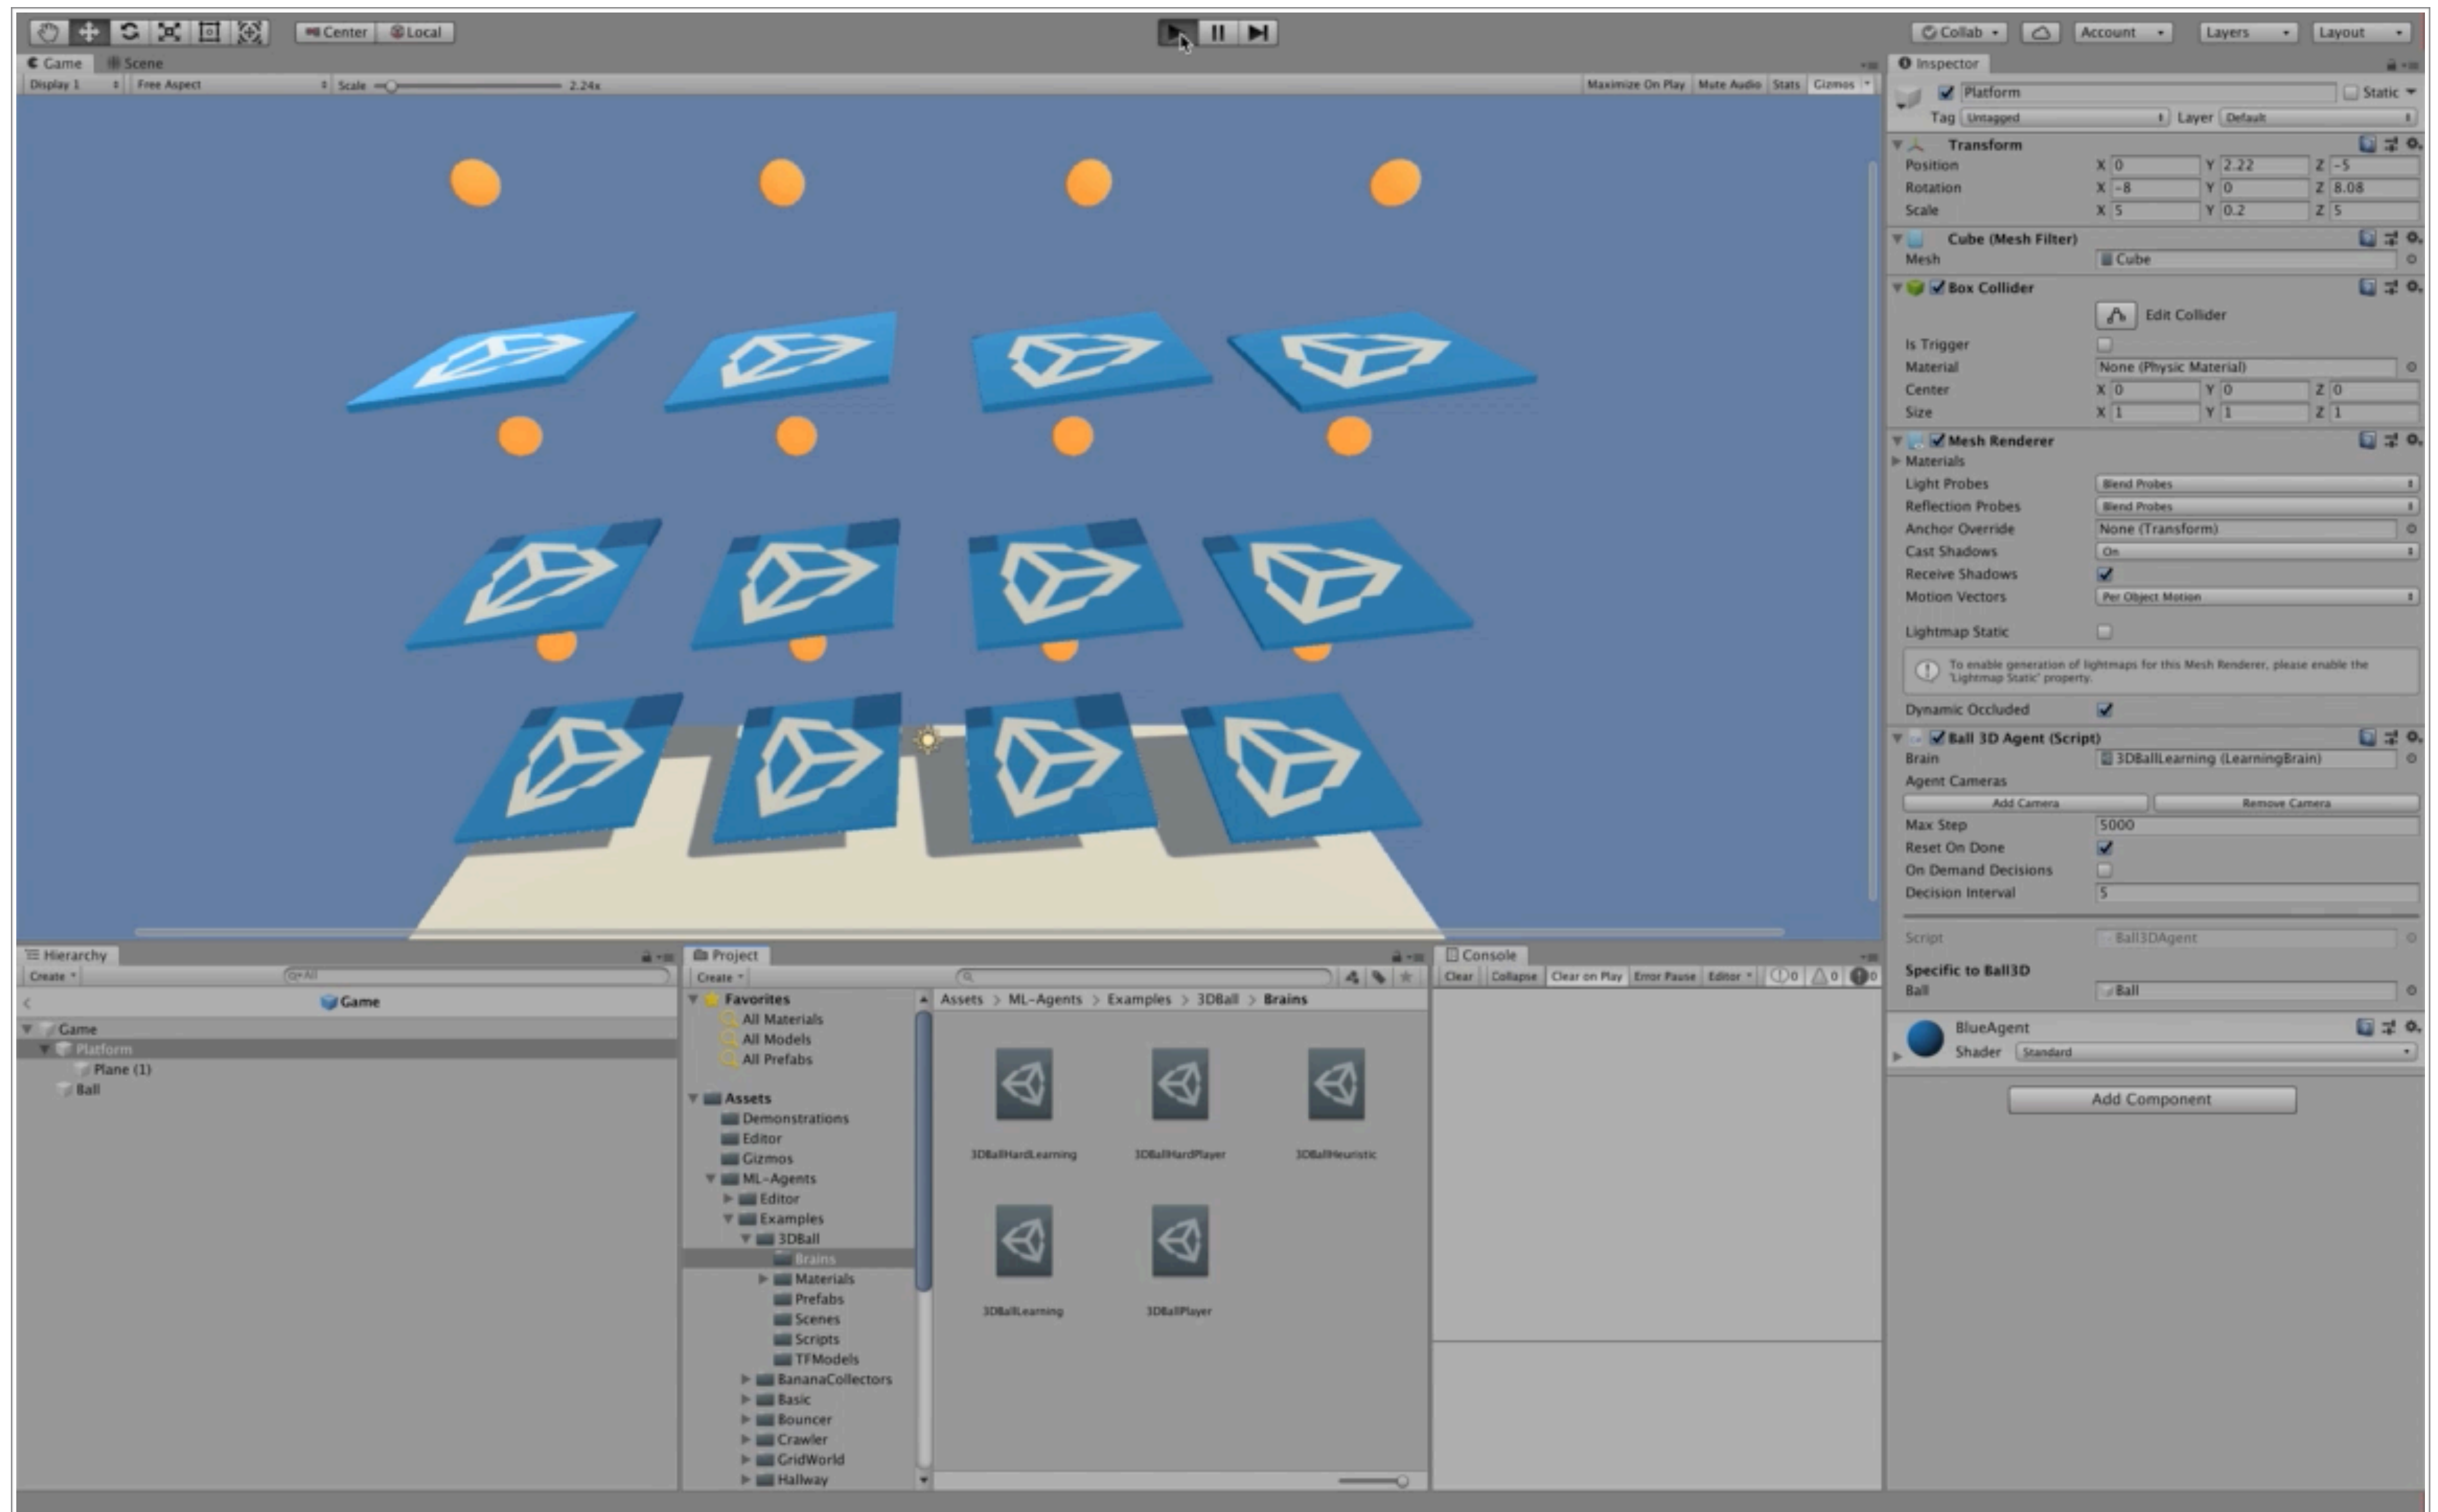 Center Local
Collab Account Layers Layout
Game Scene
Display 1 Free Aspect Scale 2.24x Maximize On Play Mute Audio Stats Gizmos
Inspector
Platform Static
Tag Untagged Layer Default
Transform
Position X 0 Y 2.22 Z -5
Rotation X -8 Y 0 Z 8.08
Scale X 5 Y 0.2 Z 5
Cube (Mesh Filter)
Mesh Cube
Box Collider
Edit Collider
Is Trigger
Material None (Physic Material)
Center X 0 Y 0 Z 0
Size X 1 Y 1 Z 1
Mesh Renderer
Materials
Light Probes Blend Probes
Reflection Probes Blend Probes
Anchor Override None (Transform)
Cast Shadows On
Receive Shadows
Motion Vectors Per Object Motion
Lightmap Static
To enable generation of lightmaps for this Mesh Renderer, please enable the
'Lightmap Static' property.
Dynamic Occluded
Ball 3D Agent (Script)
Brain 3DBallLearning (LearningBrain)
Agent Cameras
Add Camera Remove Camera
Max Step 5000
Reset On Done
On Demand Decisions
Decision Interval 5
Script Ball3DAgent
Specific to Ball3D
Ball Ball
BlueAgent
Shader Standard
Add Component
Hierarchy
Create All
Game
Game
Platform
Plane (1)
Ball
Project
Create
Favorites
All Materials
All Models
All Prefabs
Assets
Demonstrations
Editor
Gizmos
ML-Agents
Editor
Examples
3DBall
Brains
Materials
Prefabs
Scenes
Scripts
TFModels
BananaCollectors
Basic
Bouncer
Crawler
GridWorld
Hallway
Assets > ML-Agents > Examples > 3DBall > Brains
3DBallHardLearning 3DBallHardPlayer 3DBallHeuristic
3DBallLearning 3DBallPlayer
Console
Clear Collapse Clear on Play Error Pause Editor 0 0 0